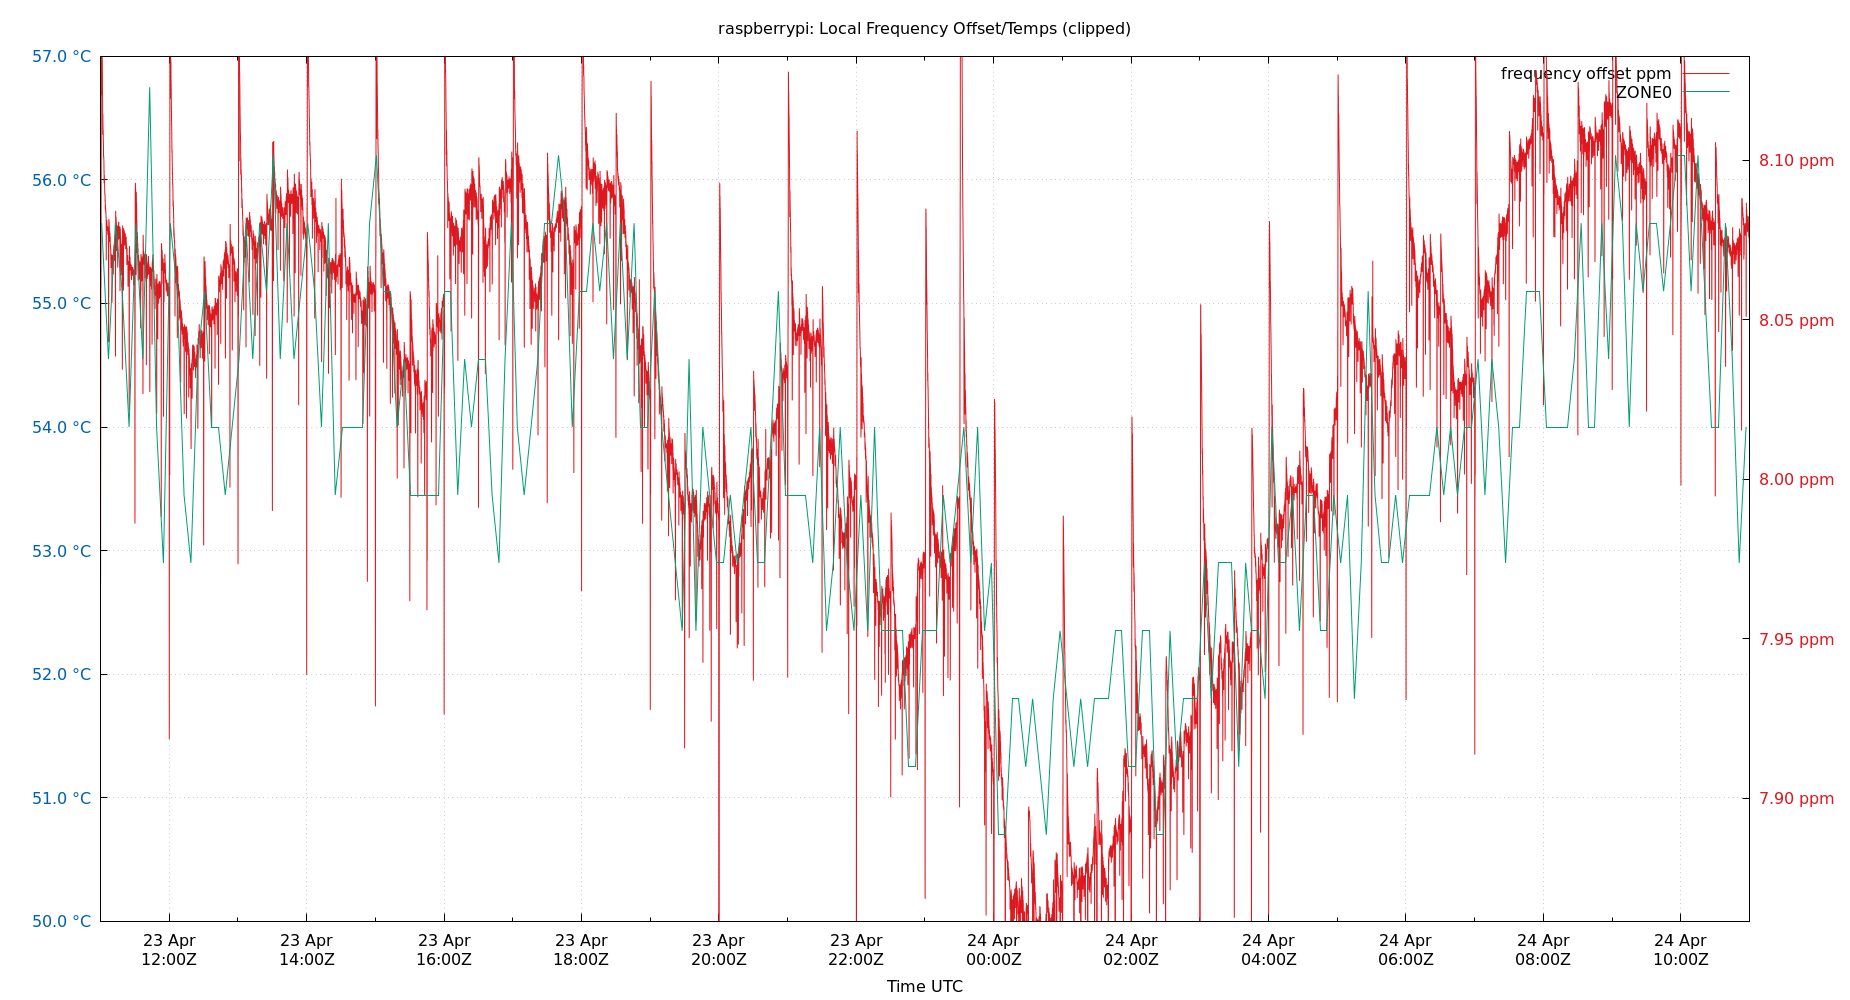 raspberrypi: Local Frequency Offset/Temps (clipped)
57.0 °C
56.0 °C
55.0 °C
54.0 °C
53.0 °C
52.0 °C
51.0 °C
50.0 °C
frequency offset ppm
ZONE0
8.10 ppm
8.05 ppm
8.00 ppm
7.95 ppm
7.90 ppm
23 Apr
12:00Z
23 Apr
14:00Z
23 Apr
16:00Z
23 Apr
18:00Z
23 Apr
20:00Z
23 Apr
22:00Z
24 Apr
00:00Z
24 Apr
02:00Z
24 Apr
04:00Z
24 Apr
06:00Z
24 Apr
08:00Z
24 Apr
10:00Z
Time UTC